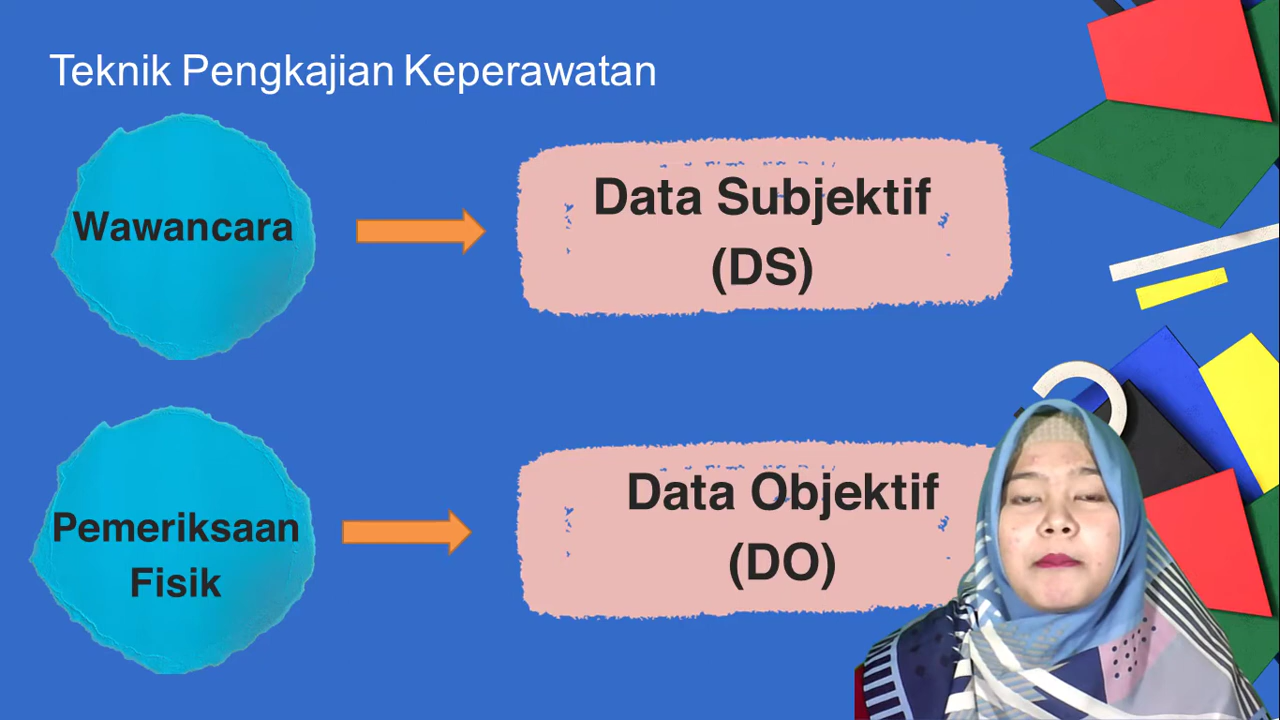 Teknik Pengkajian Keperawatan
Wawancara
Data Subjektif
(DS)
Pemeriksaan
Fisik
Data Objektif
(DO)